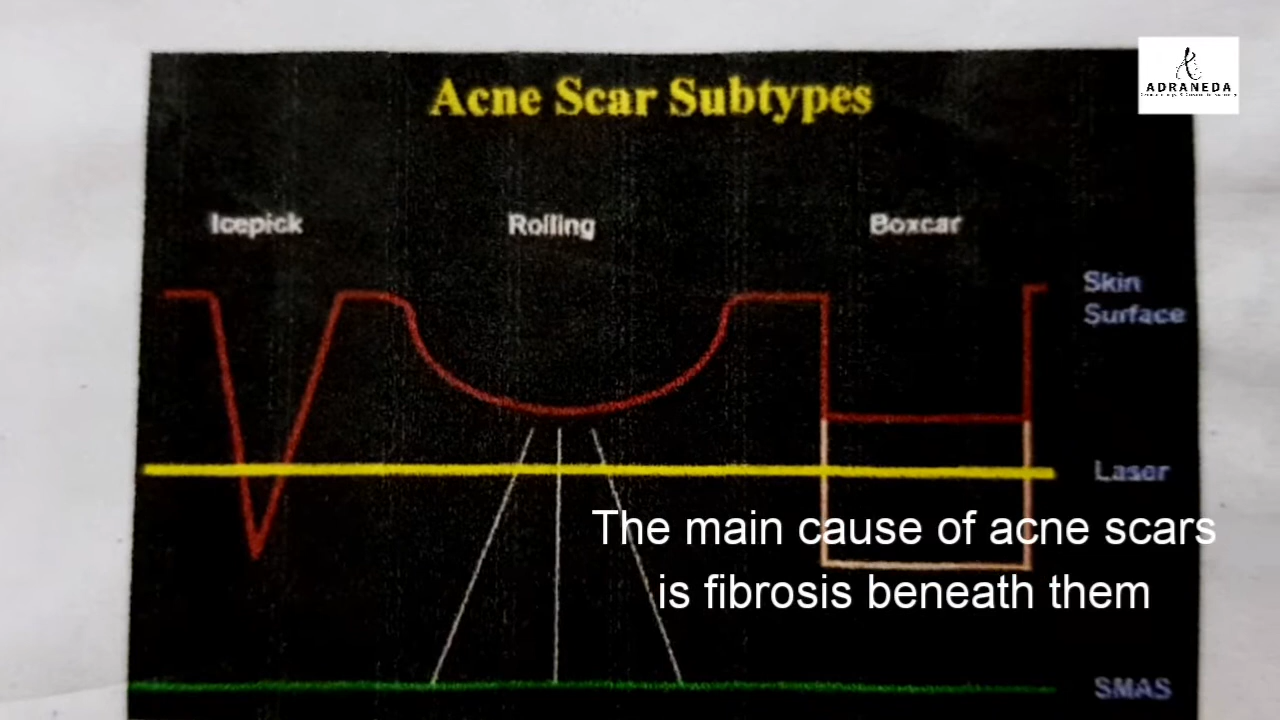 ADRANEDA
Acne Scar Subtypes
Icepick
Rolling
Boxcar
Skin
Surface
Laser
The main cause of acne scars
is fibrosis beneath them
SMAS